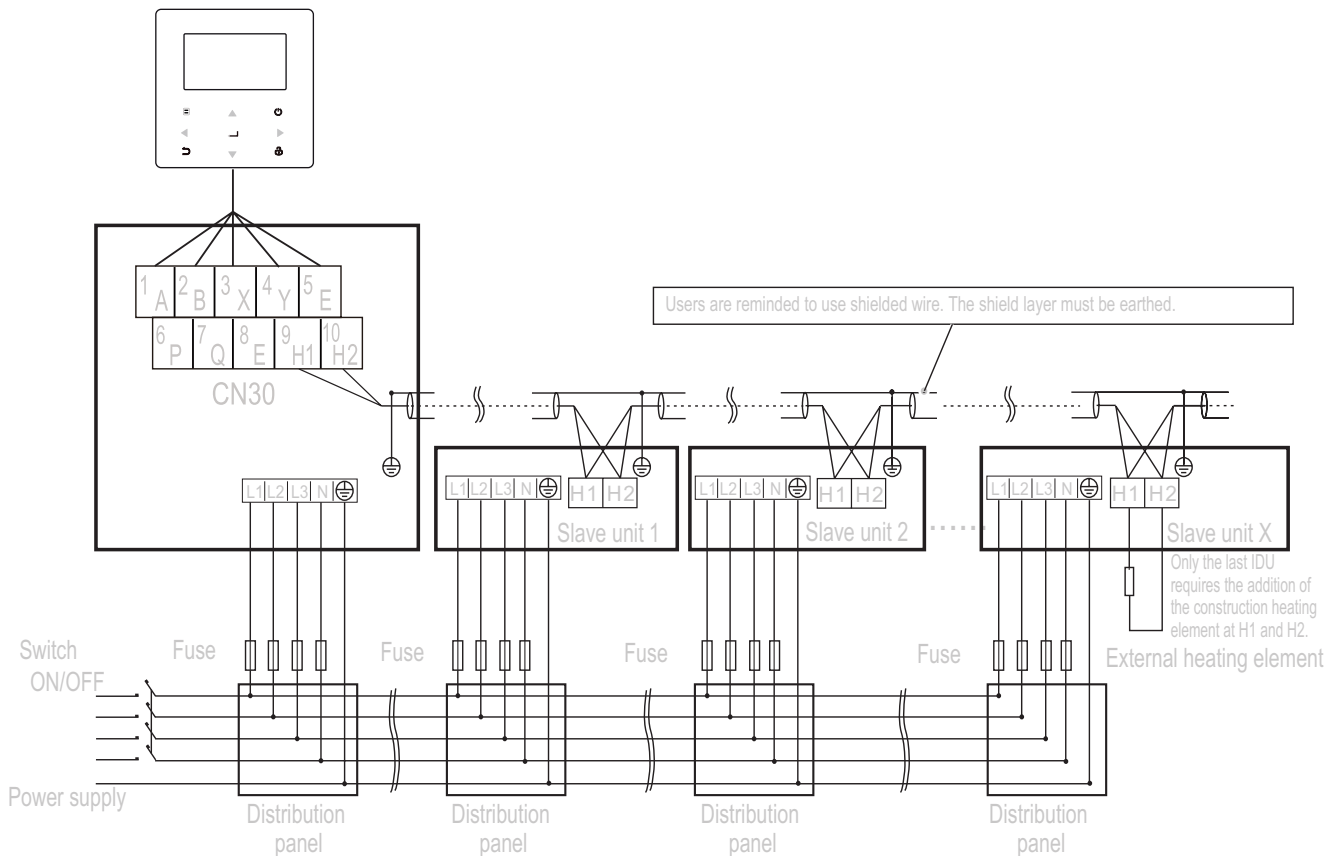 1 A 2 B 3 X 4 Y 5 E
6 P 7 Q 8 E 9 H1 10 H2
CN30
Users are reminded to use shielded wire. The shield layer must be earthed.
L1 L2 L3 N
L1 L2 L3 N
H1 H2
Slave unit 1
L1 L2 L3 N
H1 H2
Slave unit 2
......
L1 L2 L3 N
H1 H2
Slave unit X
Only the last IDU
requires the addition of
the construction heating
element at H1 and H2.
External heating element
Switch
ON/OFF
Fuse
Fuse
Fuse
Fuse
Power supply
Distribution
panel
Distribution
panel
Distribution
panel
Distribution
panel